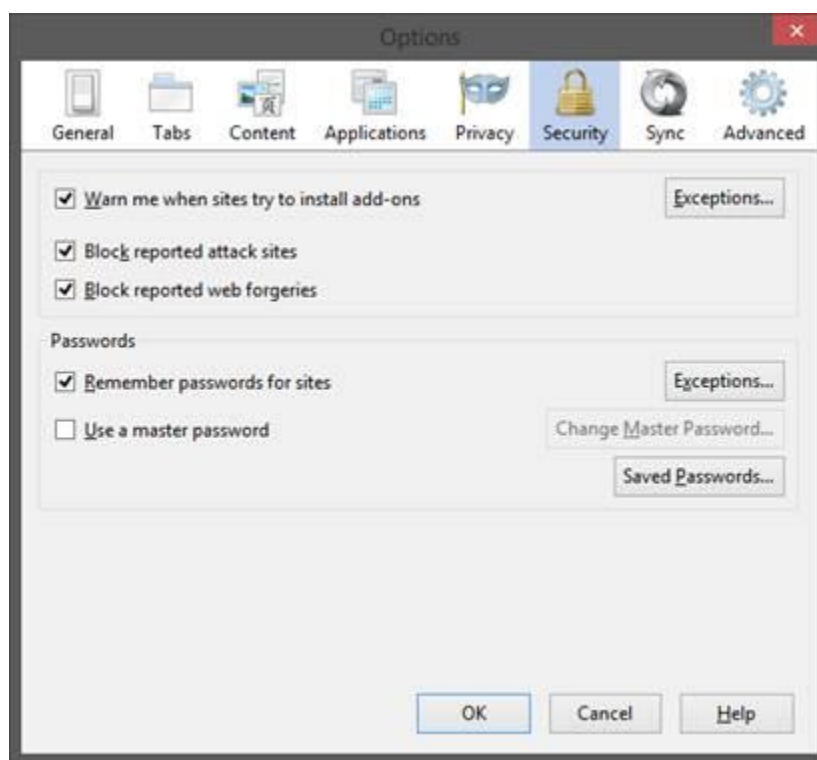 Options
General Tabs Content Applications Privacy Security Sync Advanced
Warn me when sites try to install add-ons Exceptions...
Block reported attack sites
Block reported web forgeries
Passwords
Remember passwords for sites Exceptions...
Use a master password Change Master Password...
Saved Passwords...
OK Cancel Help